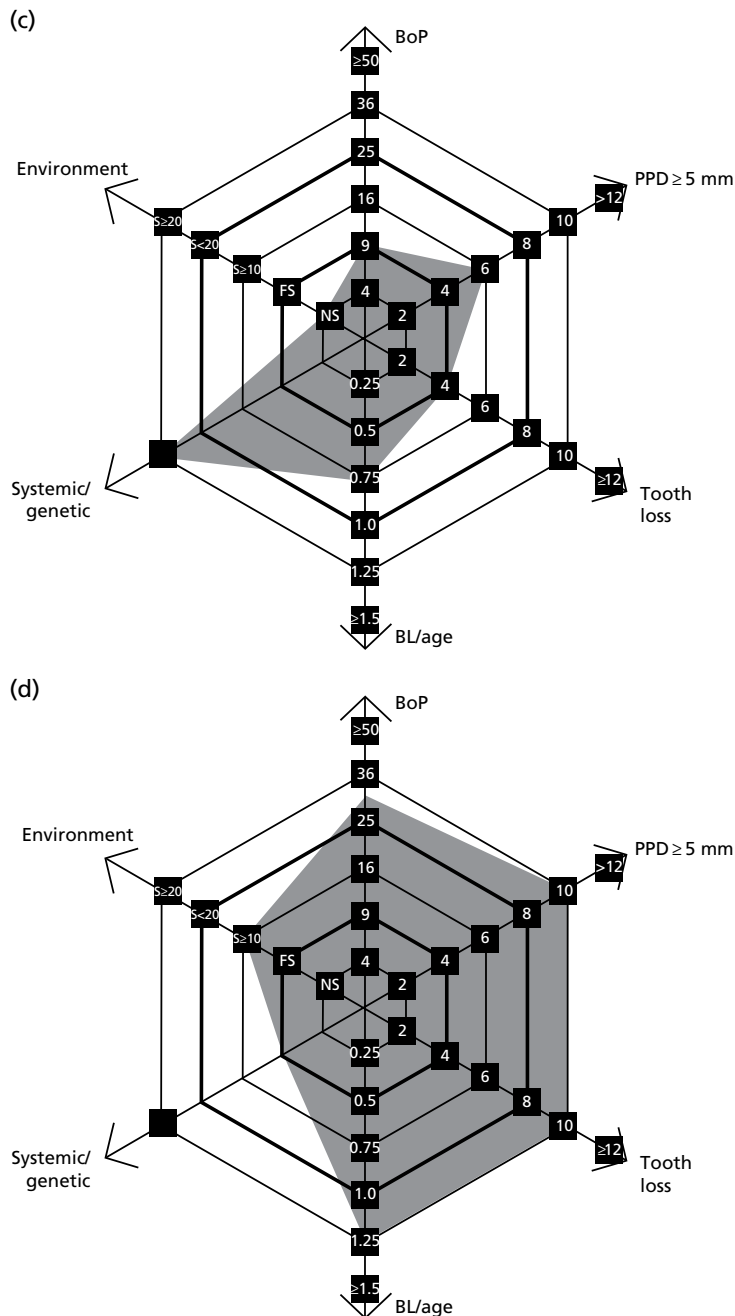 (c)
BoP
≥50
36
Environment
25
PPD ≥ 5 mm
>12
S≥20
10
S<20
16
8
S≥10
9
6
FS
4
4
NS
2
2
0.25
4
0.5
6
0.75
8
10
Systemic/
genetic
1.0
≥12
Tooth
loss
1.25
≥1.5
BL/age
(d)
BoP
≥50
36
Environment
25
PPD ≥ 5 mm
>12
S≥20
10
S<20
16
8
S≥10
9
6
FS
4
4
NS
2
2
0.25
4
0.5
6
0.75
8
10
Systemic/
genetic
1.0
≥12
Tooth
loss
1.25
≥1.5
BL/age